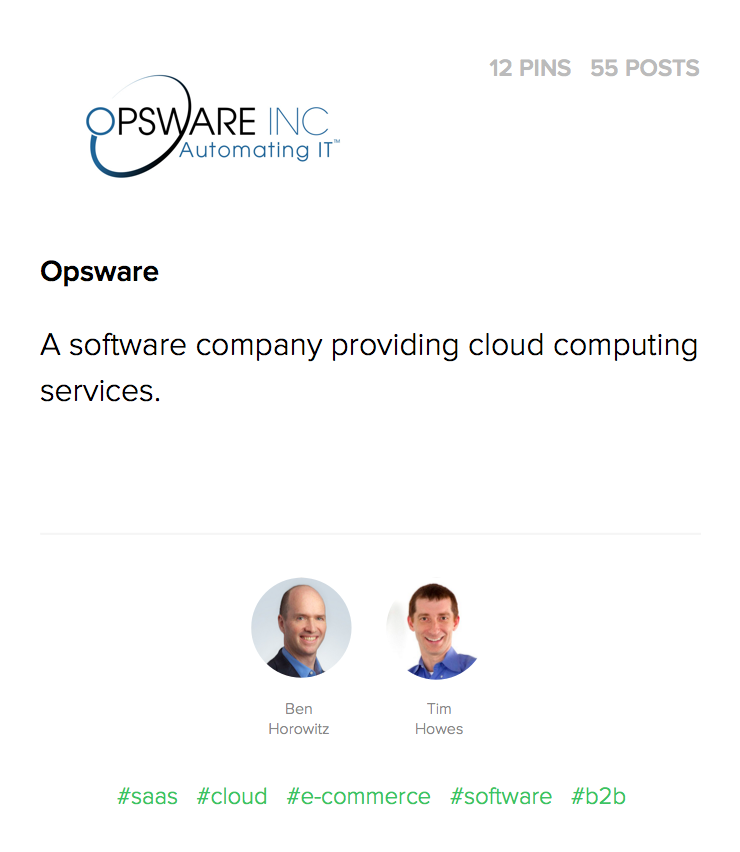 12 PINS 55 POSTS
OPSWARE INC
Automating IT™
Opsware
A software company providing cloud computing
services.
Ben
Horowitz
Tim
Howes
#saas #cloud #e-commerce #software #b2b